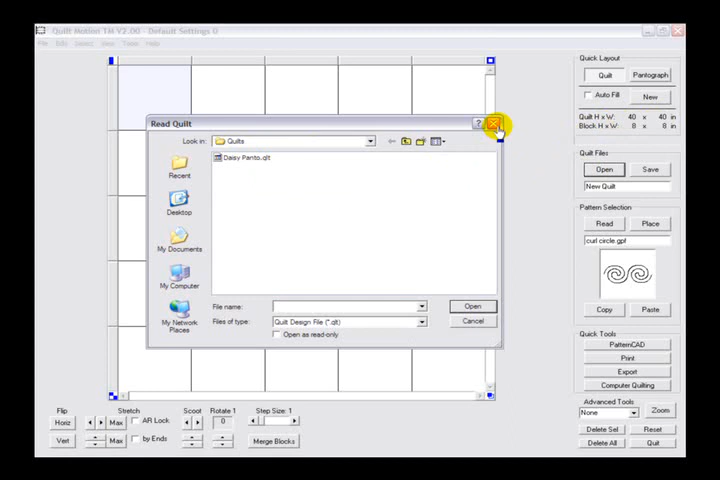 Quilt Motion TM V2.00 - Default Settings 0
File Edit Select View Tools Help
Quick Layout
Quilt Pantograph
Auto Fill New
Quilt H x W: 40 x 40 in
Block H x W: 8 x 8 in
Quilt Files
Open Save
New Quilt
Pattern Selection
Read Place
curl circle.gpf
Copy Paste
Quick Tools
PatternCAD
Print
Export
Computer Quilting
Advanced Tools
None Zoom
Delete Sel Reset
Delete All Quit
Read Quilt
Look in: Quilts
Daisy Panto.qlt
Recent
Desktop
My Documents
My Computer
My Network
Places
File name: Open
Files of type: Quilt Design File (*.qlt) Cancel
Open as read-only
Flip Stretch Scoot Rotate 1 Step Size: 1
Horiz Max AR Lock 0
Vert Max by Ends Merge Blocks